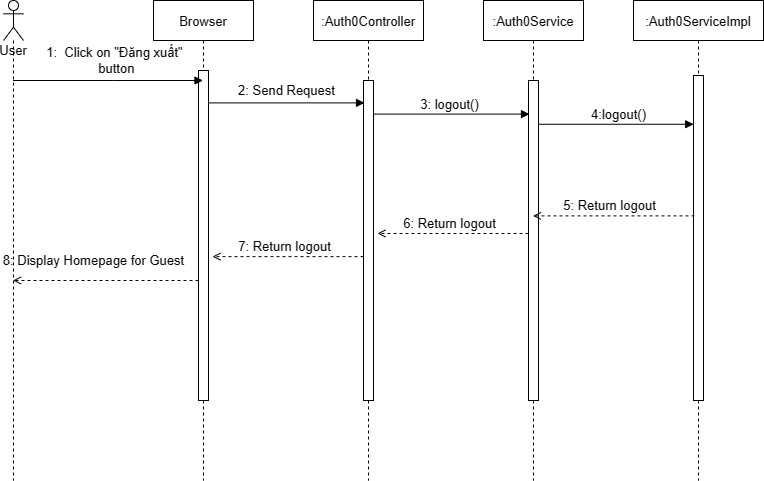 User
Browser
:Auth0Controller
:Auth0Service
:Auth0ServiceImpl
1:  Click on "Đăng xuất"
button
2: Send Request
3: logout()
4:logout()
5: Return logout
6: Return logout
7: Return logout
8: Display Homepage for Guest